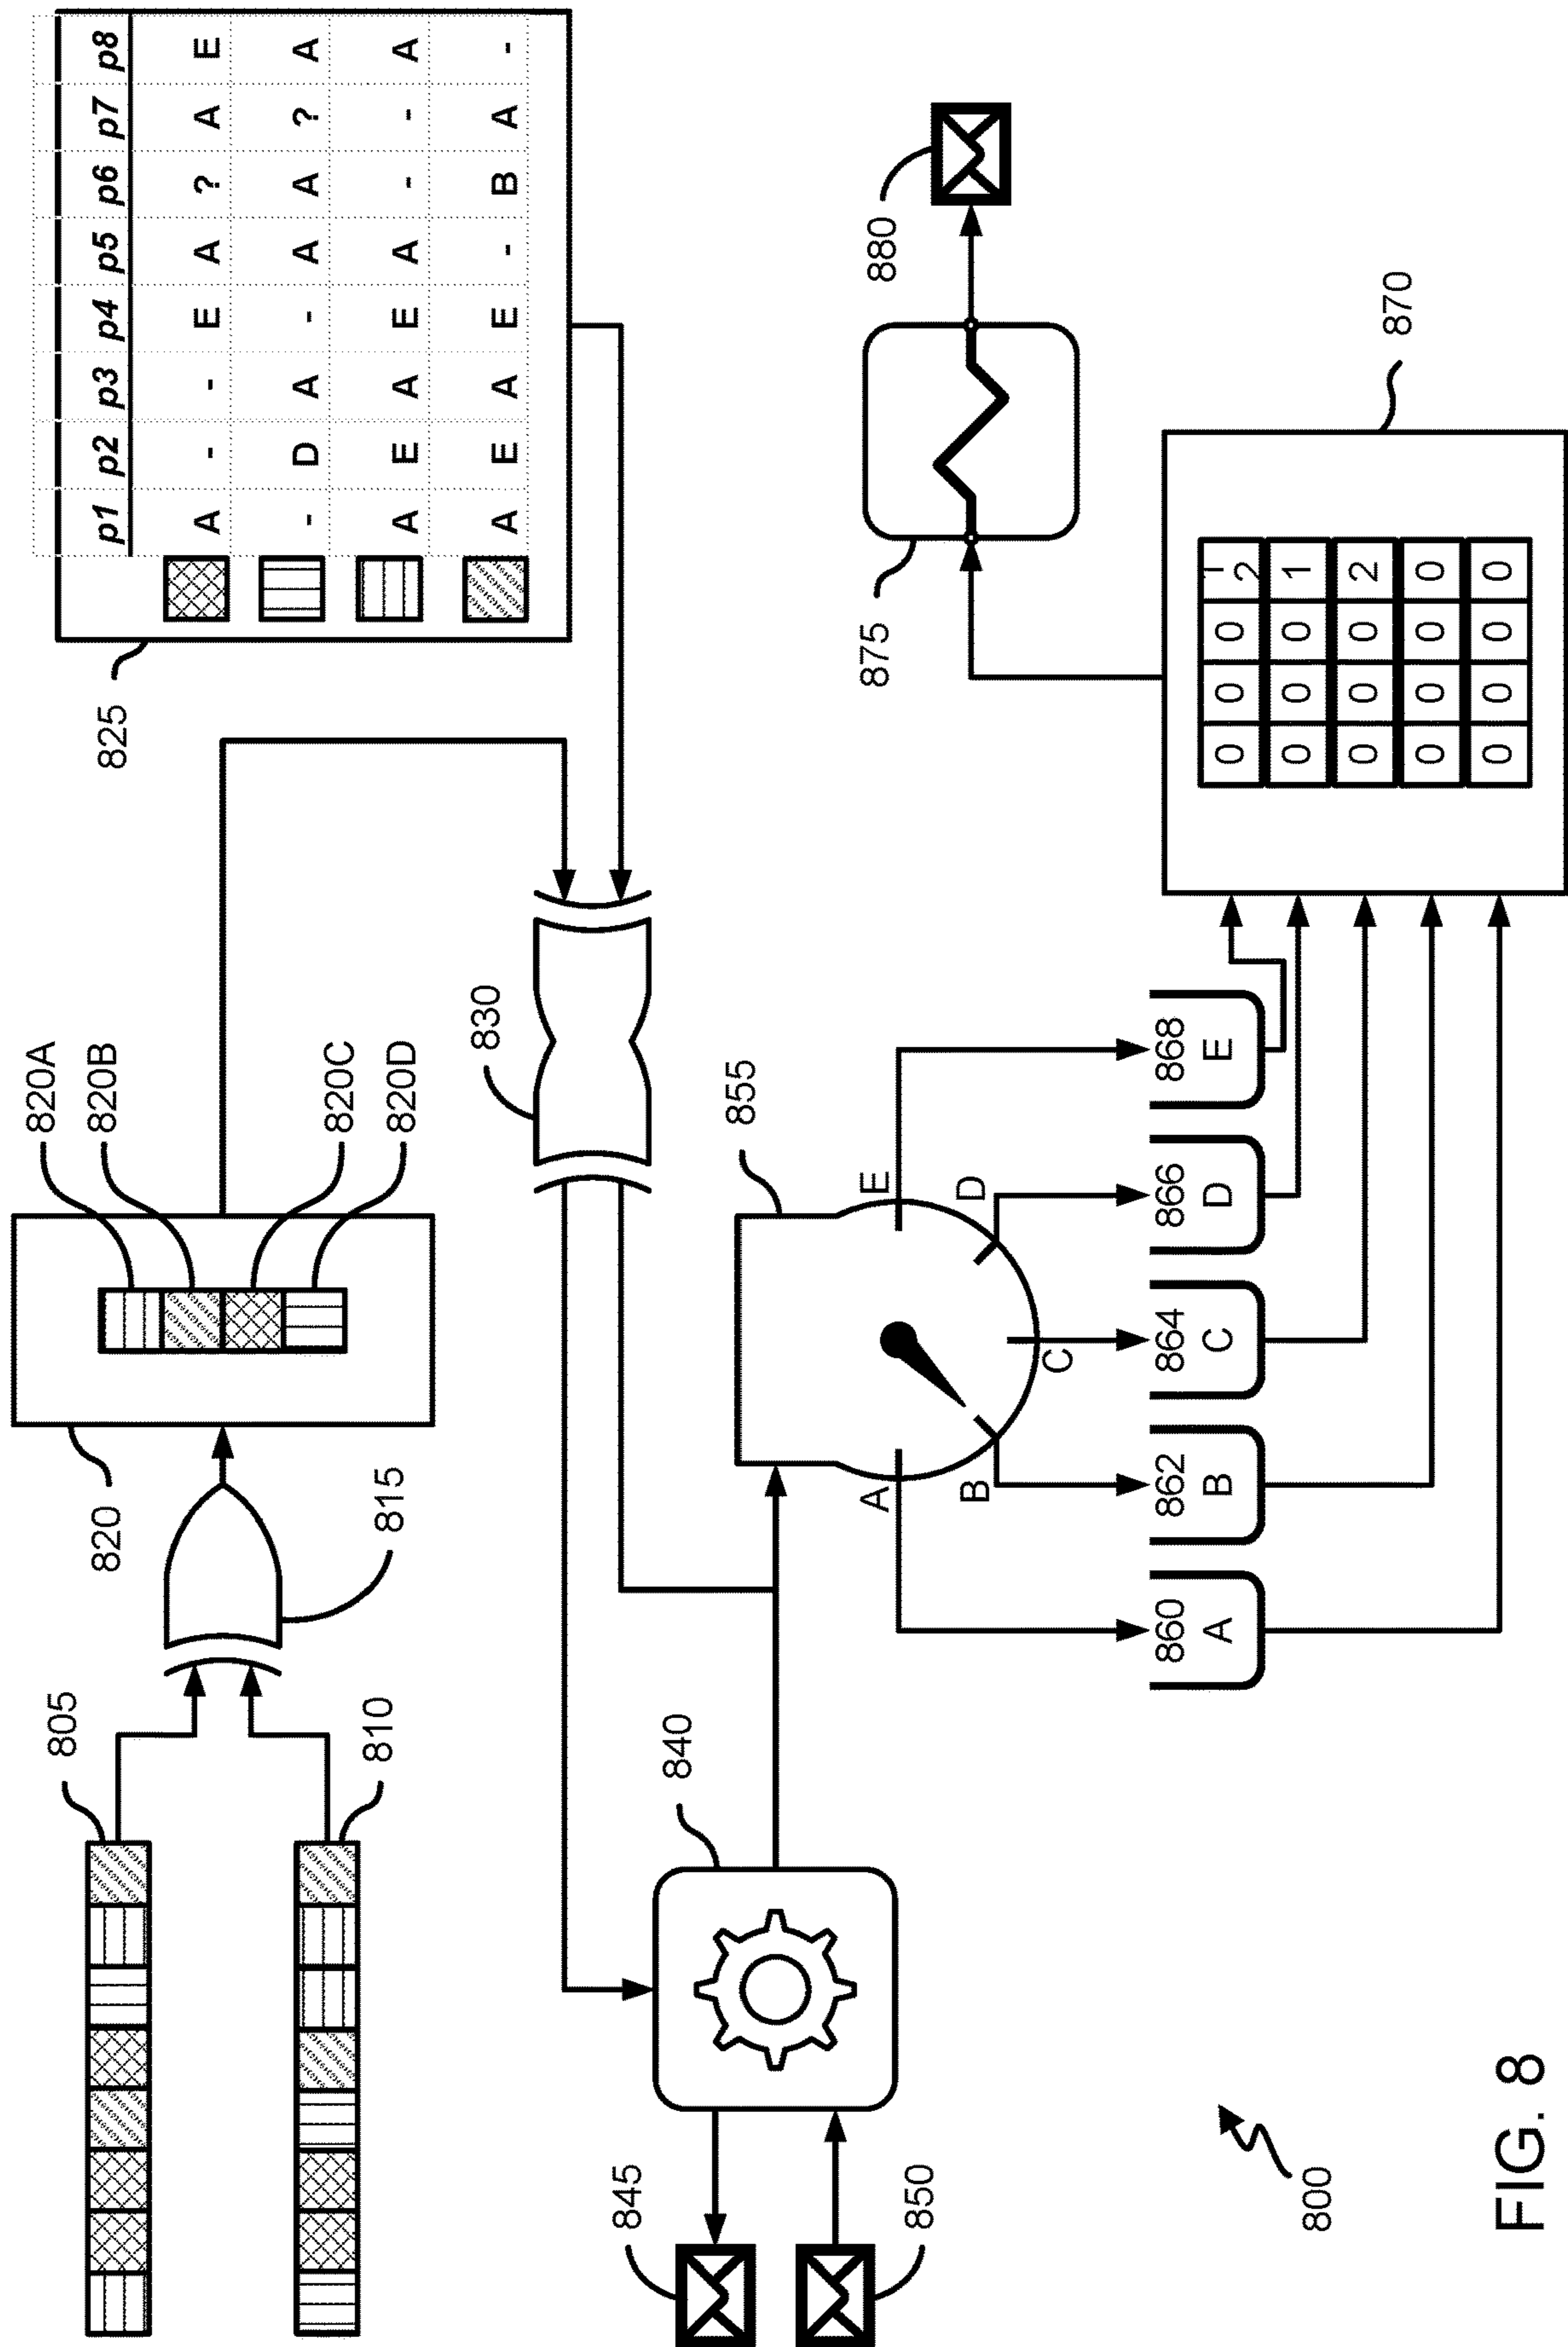 805
810
815
820
820A
820B
820C
820D
825
p1 p2 p3 p4 p5 p6 p7 p8
A - - E A ? A E
- D A - A A ? A
A E A E A - - A
A E A E - B A -
830
840
845
850
855
A
B
C
D
E
860
A
862
B
864
C
866
D
868
E
870
0 0 0 12
0 0 0 1
0 0 0 2
0 0 0 0
0 0 0 0
875
880
800
FIG. 8